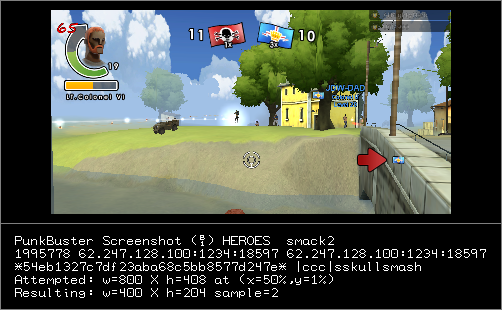 65
11
1x
3x
10
19
Lt.Colonel VI
PunkBuster Screenshot (B) HEROES  smack2
1995778 62.247.128.100:1234:18597 62.247.128.100:1234:18597
*54eb1327c7df23aba68c5bb8577d247e* |ccc|sskullsmash
Attempted: w=800 X h=408 at (x=50%,y=1%)
Resulting: w=400 X h=204 sample=2